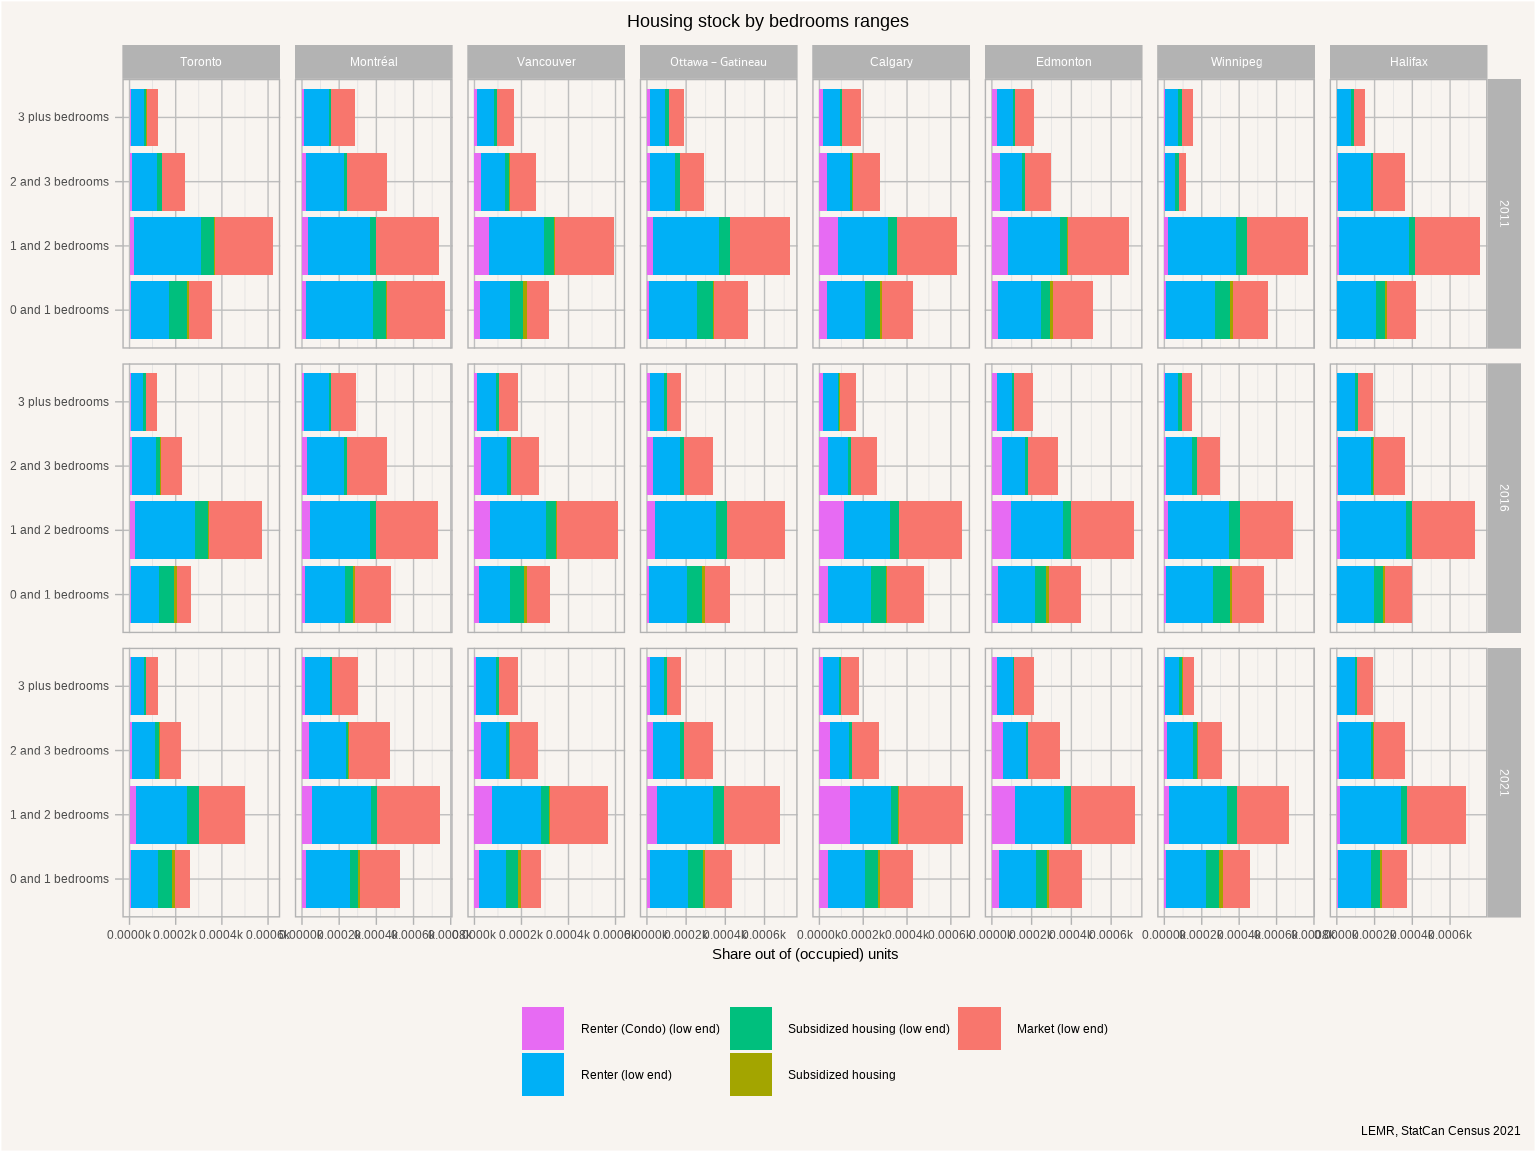 Housing stock by bedrooms ranges
Toronto
Montréal
Vancouver
Ottawa – Gatineau
Calgary
Edmonton
Winnipeg
Halifax
3 plus bedrooms
2 and 3 bedrooms
1 and 2 bedrooms
0 and 1 bedrooms
2011
3 plus bedrooms
2 and 3 bedrooms
1 and 2 bedrooms
0 and 1 bedrooms
2016
3 plus bedrooms
2 and 3 bedrooms
1 and 2 bedrooms
0 and 1 bedrooms
2021
0.0000k 0.0002k 0.0004k 0.0006k
0.0000k 0.0002k 0.0004k 0.0006k 0.0008k
0.0000k 0.0002k 0.0004k 0.0006k
0.0000k 0.0002k 0.0004k 0.0006k
0.0000k 0.0002k 0.0004k 0.0006k
0.0000k 0.0002k 0.0004k 0.0006k
0.0000k 0.0002k 0.0004k 0.0006k 0.0008k
0.0000k 0.0002k 0.0004k 0.0006k
Share out of (occupied) units
Renter (Condo) (low end)
Subsidized housing (low end)
Market (low end)
Renter (low end)
Subsidized housing
LEMR, StatCan Census 2021